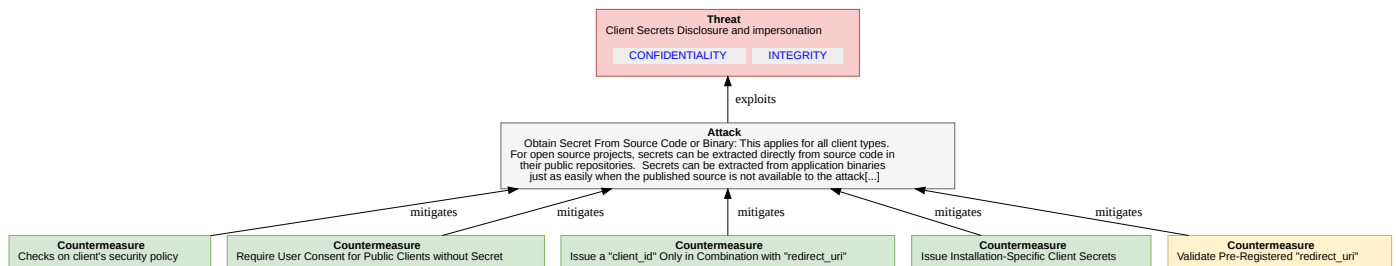 Threat
Client Secrets Disclosure and impersonation
CONFIDENTIALITY INTEGRITY
exploits
Attack
Obtain Secret From Source Code or Binary: This applies for all client types.
For open source projects, secrets can be extracted directly from source code in
their public repositories.  Secrets can be extracted from application binaries
just as easily when the published source is not available to the attack[...]
mitigates mitigates mitigates mitigates mitigates
Countermeasure Countermeasure Countermeasure Countermeasure Countermeasure
Checks on client's security policy Require User Consent for Public Clients without Secret Issue a "client_id" Only in Combination with "redirect_uri" Issue Installation-Specific Client Secrets Validate Pre-Registered "redirect_uri"